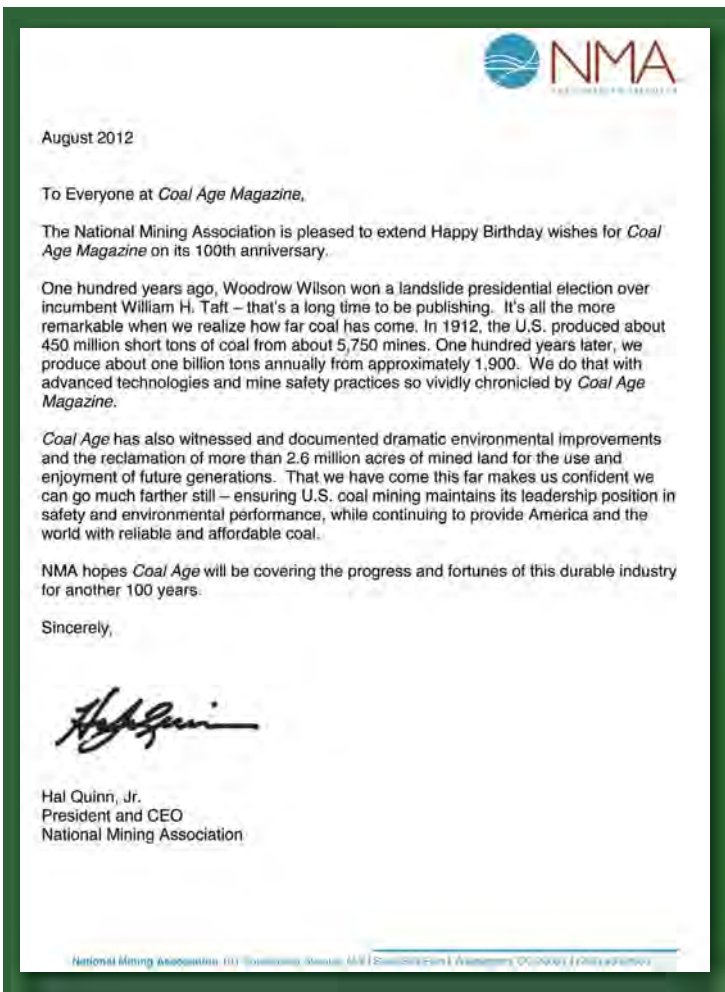 NMA
August 2012
To Everyone at Coal Age Magazine,
The National Mining Association is pleased to extend Happy Birthday wishes for Coal
Age Magazine on its 100th anniversary.
One hundred years ago, Woodrow Wilson won a landslide presidential election over
incumbent William H. Taft – that's a long time to be publishing. It's all the more
remarkable when we realize how far coal has come. In 1912, the U.S. produced about
450 million short tons of coal from about 5,750 mines. One hundred years later, we
produce about one billion tons annually from approximately 1,900. We do that with
advanced technologies and mine safety practices so vividly chronicled by Coal Age
Magazine.
Coal Age has also witnessed and documented dramatic environmental improvements
and the reclamation of more than 2.6 million acres of mined land for the use and
enjoyment of future generations. That we have come this far makes us confident we
can go much farther still – ensuring U.S. coal mining maintains its leadership position in
safety and environmental performance, while continuing to provide America and the
world with reliable and affordable coal.
NMA hopes Coal Age will be covering the progress and fortunes of this durable industry
for another 100 years.
Sincerely,
Hal Quinn
Hal Quinn, Jr.
President and CEO
National Mining Association
National Mining Association